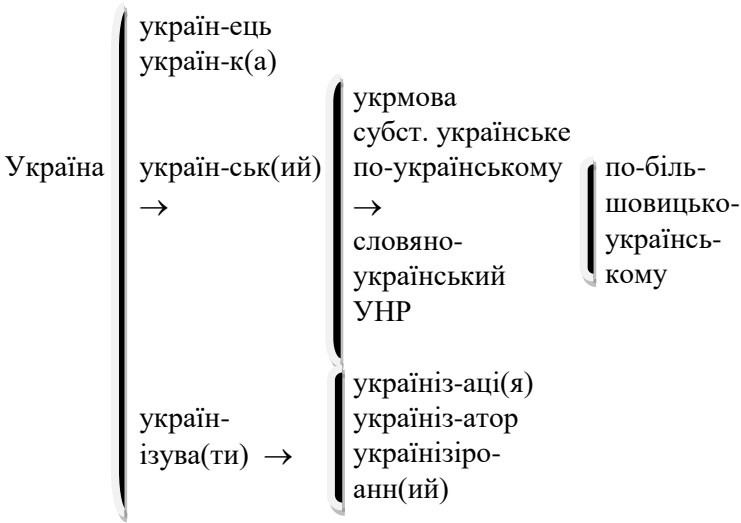 україн-ець
україн-к(а)
укрмова
субст. українське
Україна україн-ськ(ий) по-українському по-біль-
→ → шовицько-
словяно- українсь-
український кому
УНР
україніз-аці(я)
україн- україніз-атор
ізува(ти) → українізіро-
анн(ий)